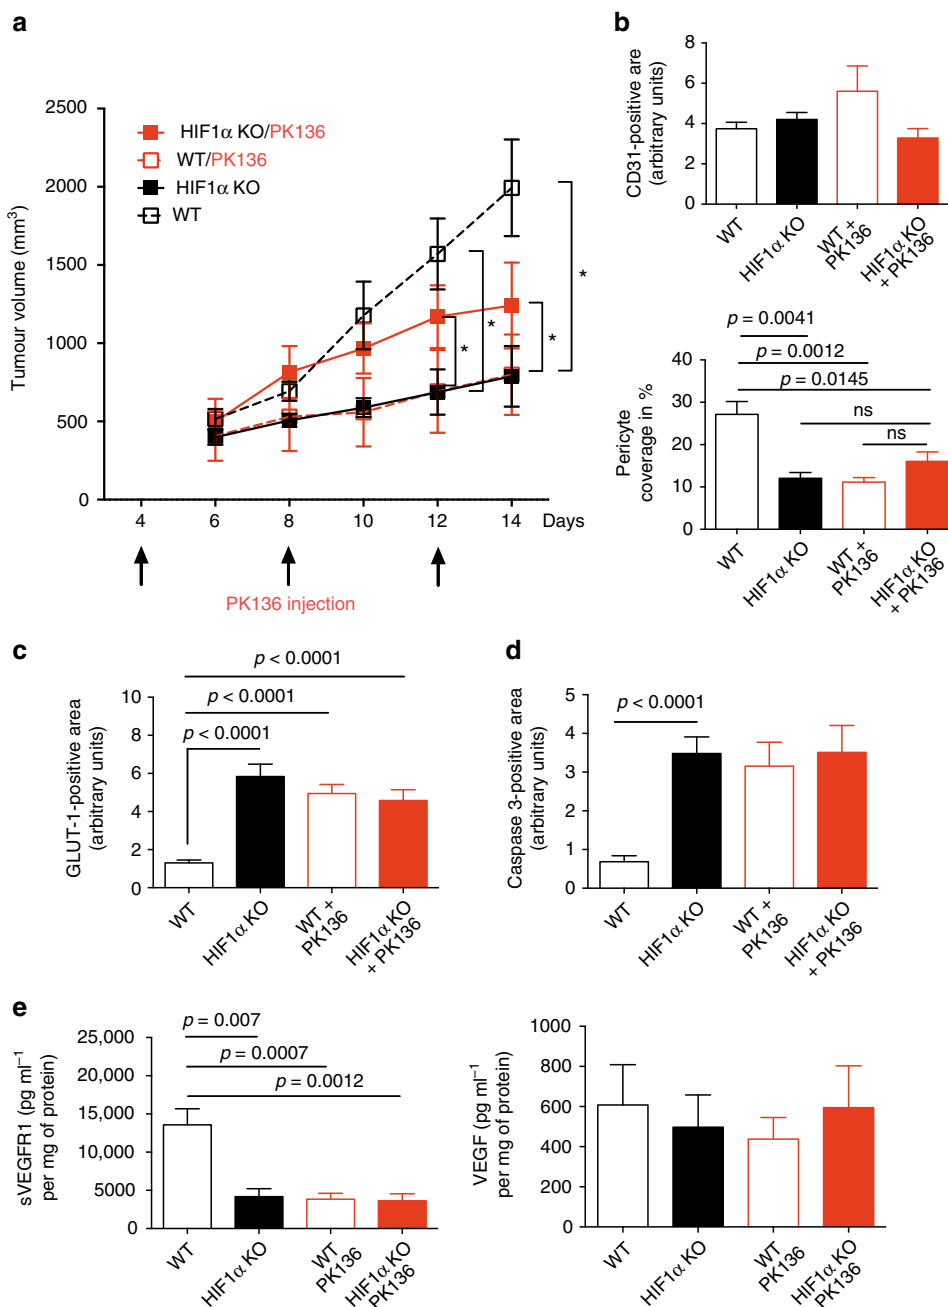 a
2500
2000
1500
1000
500
0
Tumour volume (mm³)
HIF1α KO/PK136
WT/PK136
HIF1α KO
WT
*
*
*
*
4 6 8 10 12 14 Days
PK136 injection
b
8
6
4
2
0
CD31-positive are
(arbitrary units)
WT
HIF1α KO
WT +
PK136
HIF1α KO
+ PK136
p = 0.0041
p = 0.0012
p = 0.0145
ns
ns
40
30
20
10
0
Pericyte
coverage in %
WT
HIF1α KO
WT +
PK136
HIF1α KO
+ PK136
c
p < 0.0001
p < 0.0001
p < 0.0001
10
8
6
4
2
0
GLUT-1-positive area
(arbitrary units)
WT
HIF1α KO
WT +
PK136
HIF1α KO
+ PK136
d
p < 0.0001
5
4
3
2
1
0
Caspase 3-positive area
(arbitrary units)
WT
HIF1α KO
WT +
PK136
HIF1α KO
+ PK136
e
p = 0.007
p = 0.0007
p = 0.0012
25,000
20,000
15,000
10,000
5000
0
sVEGFR1 (pg ml⁻¹
per mg of protein)
WT
HIF1α KO
WT
PK136
HIF1α KO
PK136
1000
800
600
400
200
0
VEGF (pg ml⁻¹
per mg of protein)
WT
HIF1α KO
WT
PK136
HIF1α KO
PK136